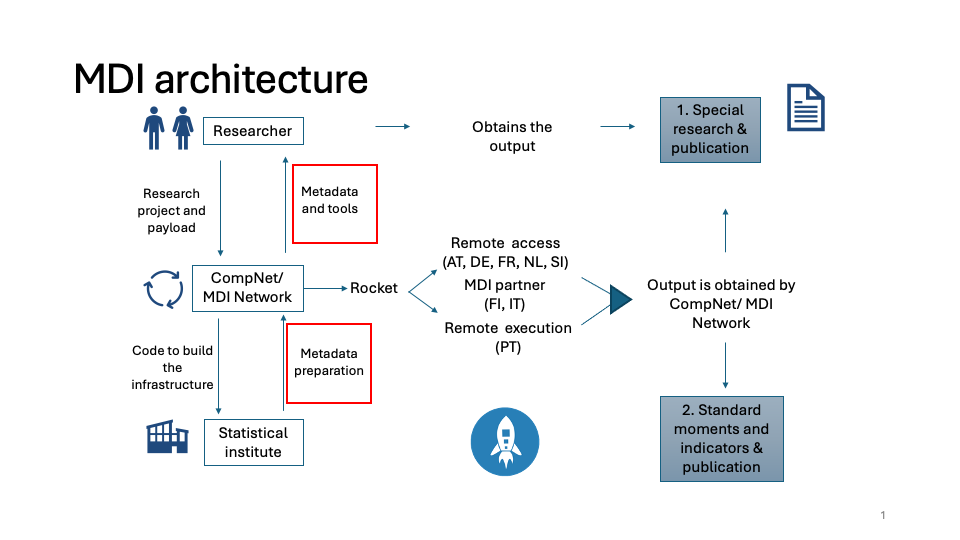 MDI architecture
Researcher
Obtains the
output
1. Special
research &
publication
Research
project and
payload
Metadata
and tools
CompNet/
MDI Network
Rocket
Remote access
(AT, DE, FR, NL, SI)
MDI partner
(FI, IT)
Remote execution
(PT)
Output is obtained by
CompNet/ MDI
Network
Code to build
the
infrastructure
Metadata
preparation
Statistical
institute
2. Standard
moments and
indicators &
publication
1